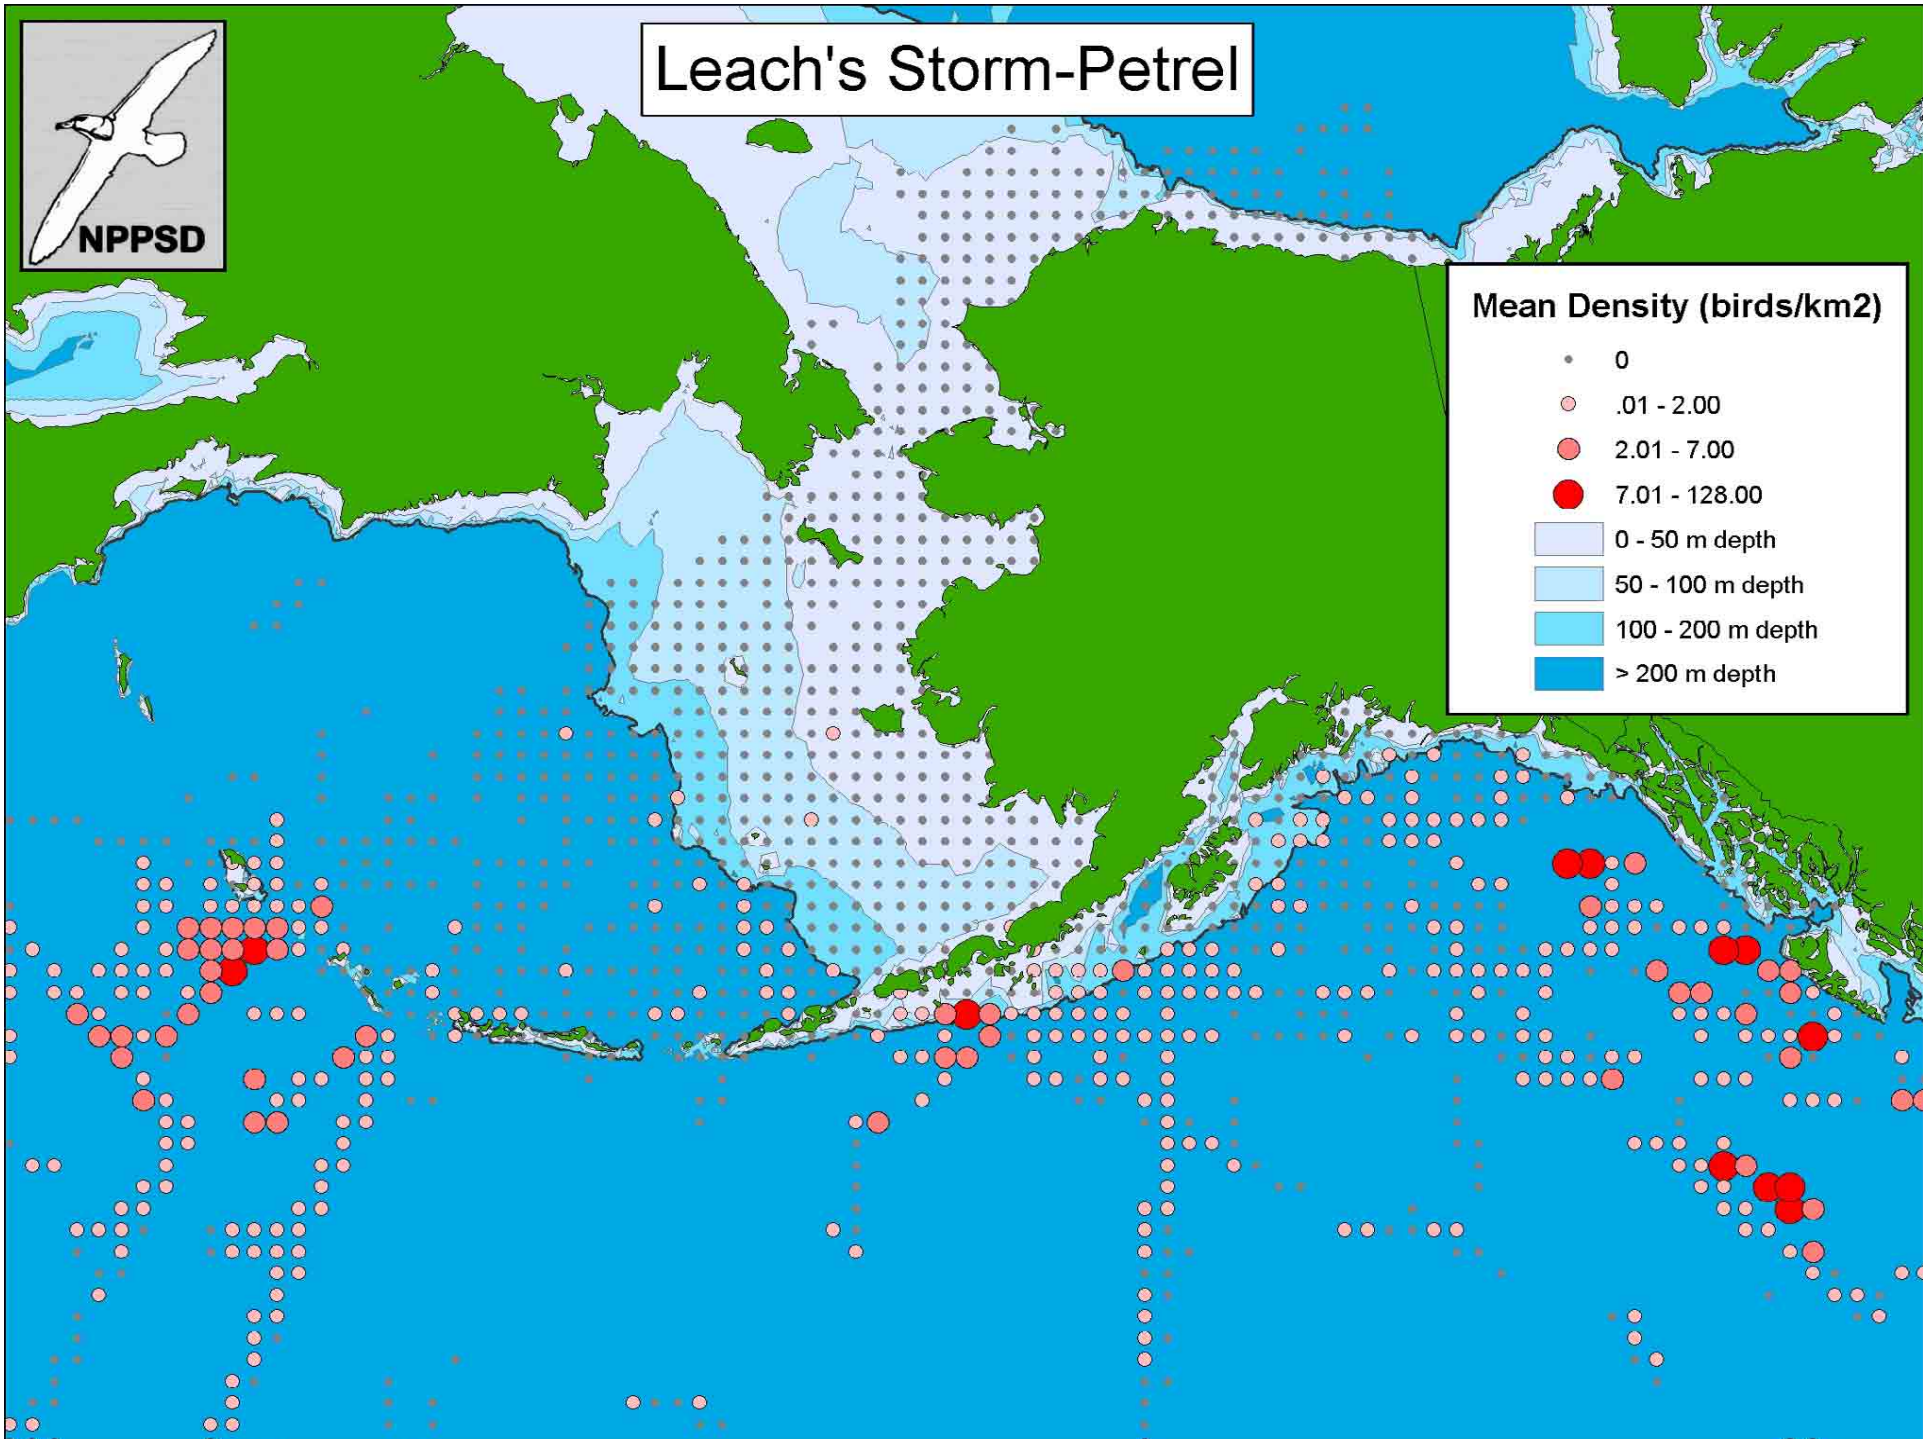 Leach's Storm-Petrel
NPPSD
Mean Density (birds/km2)
0
.01 - 2.00
2.01 - 7.00
7.01 - 128.00
0 - 50 m depth
50 - 100 m depth
100 - 200 m depth
> 200 m depth